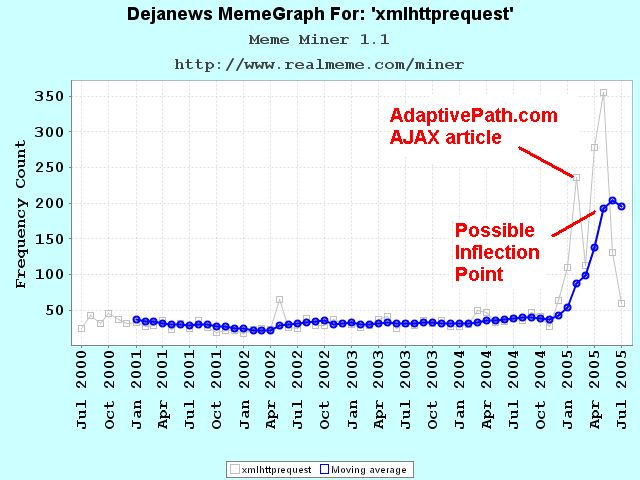 Dejanews MemeGraph For: 'xmlhttprequest'
Meme Miner 1.1
http://www.realmeme.com/miner
Frequency Count
350
300
250
200
150
100
50
AdaptivePath.com
AJAX article
Possible
Inflection
Point
Jul 2000
Oct 2000
Jan 2001
Apr 2001
Jul 2001
Oct 2001
Jan 2002
Apr 2002
Jul 2002
Oct 2002
Jan 2003
Apr 2003
Jul 2003
Oct 2003
Jan 2004
Apr 2004
Jul 2004
Oct 2004
Jan 2005
Apr 2005
Jul 2005
xmlhttprequest Moving average